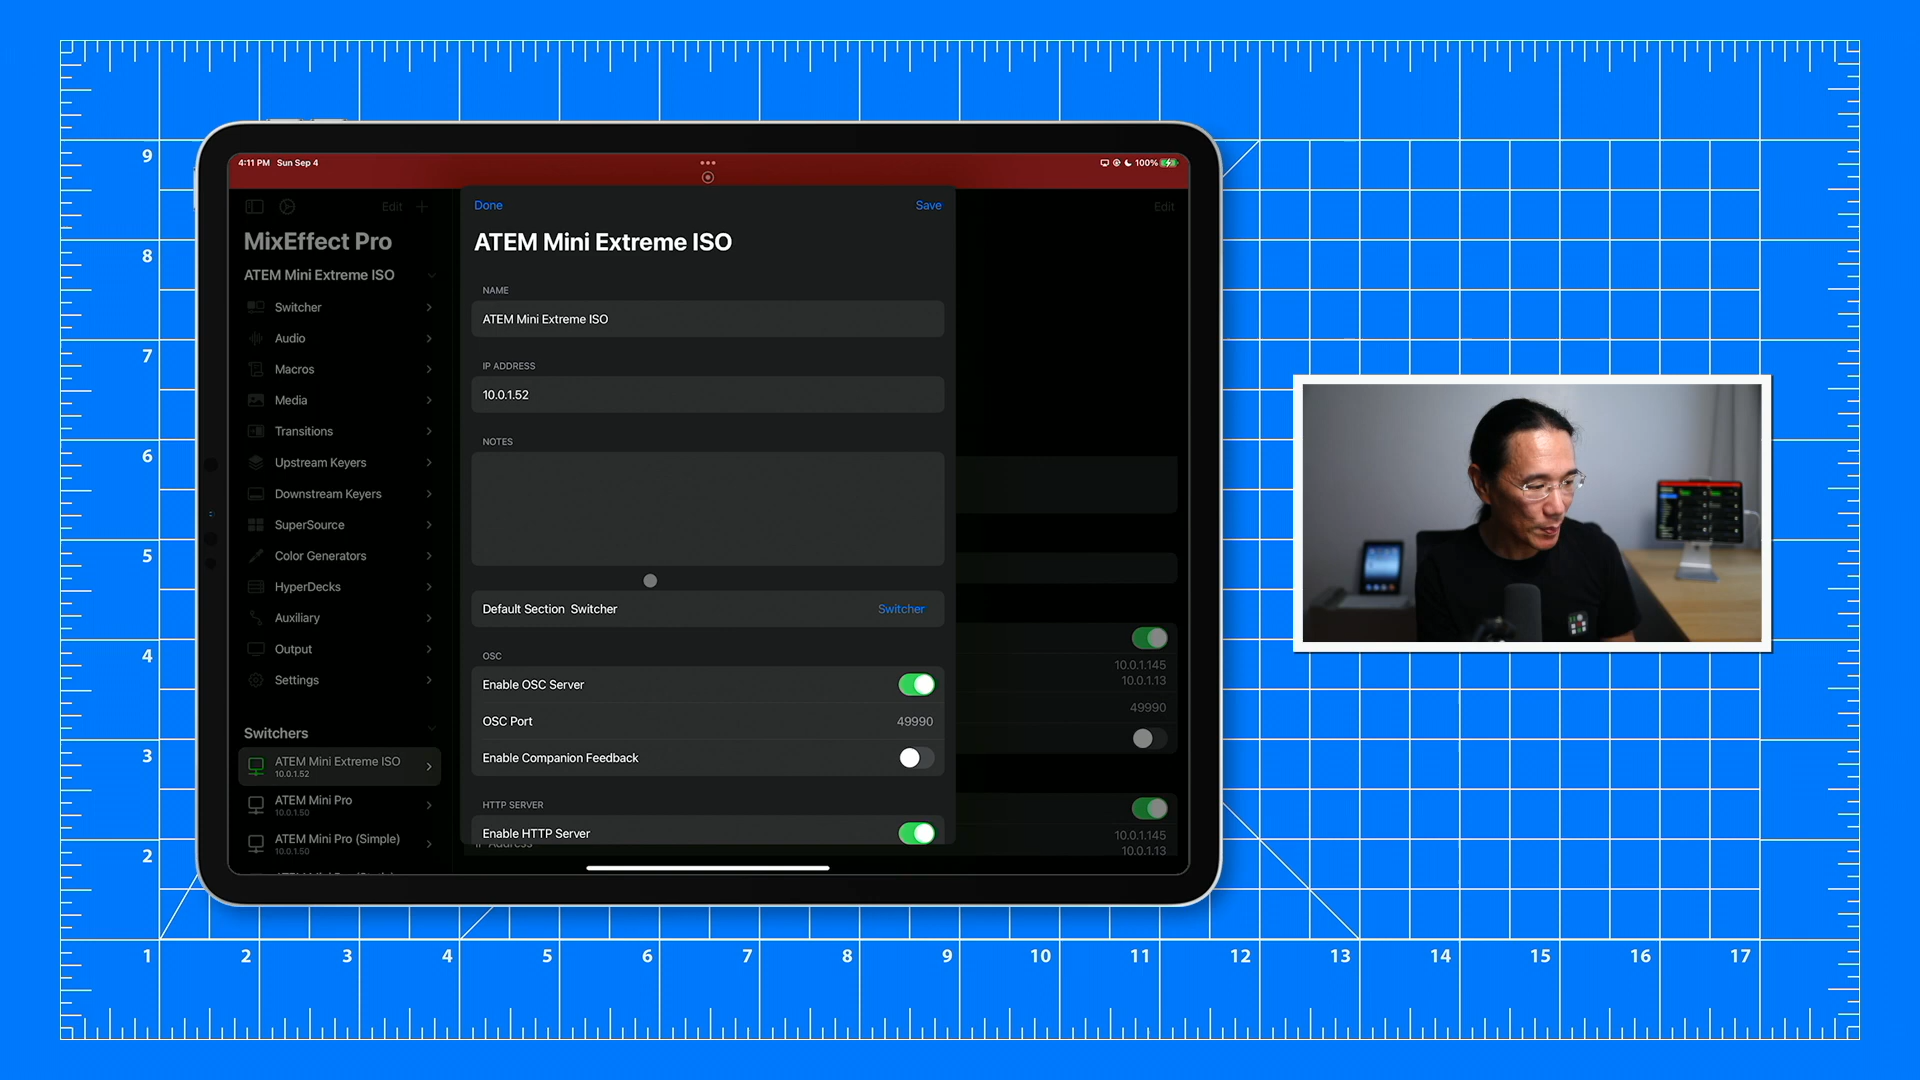 4:11 PM Sun Sep 4
100%
Edit
MixEffect Pro
ATEM Mini Extreme ISO
Switcher
Audio
Macros
Media
Transitions
Upstream Keyers
Downstream Keyers
SuperSource
Color Generators
HyperDecks
Auxiliary
Output
Settings
Switchers
ATEM Mini Extreme ISO
10.0.1.52
ATEM Mini Pro
10.0.1.50
ATEM Mini Pro (Simple)
10.0.1.50
Done
Save
ATEM Mini Extreme ISO
NAME
ATEM Mini Extreme ISO
IP ADDRESS
10.0.1.52
NOTES
Default Section Switcher
Switcher
OSC
Enable OSC Server
OSC Port
49990
Enable Companion Feedback
HTTP SERVER
Enable HTTP Server
IP Address
Edit
10.0.1.145
10.0.1.13
49990
10.0.1.145
10.0.1.13
9
8
7
6
5
4
3
2
1 2 3 4 5 6 7 8 9 10 11 12 13 14 15 16 17